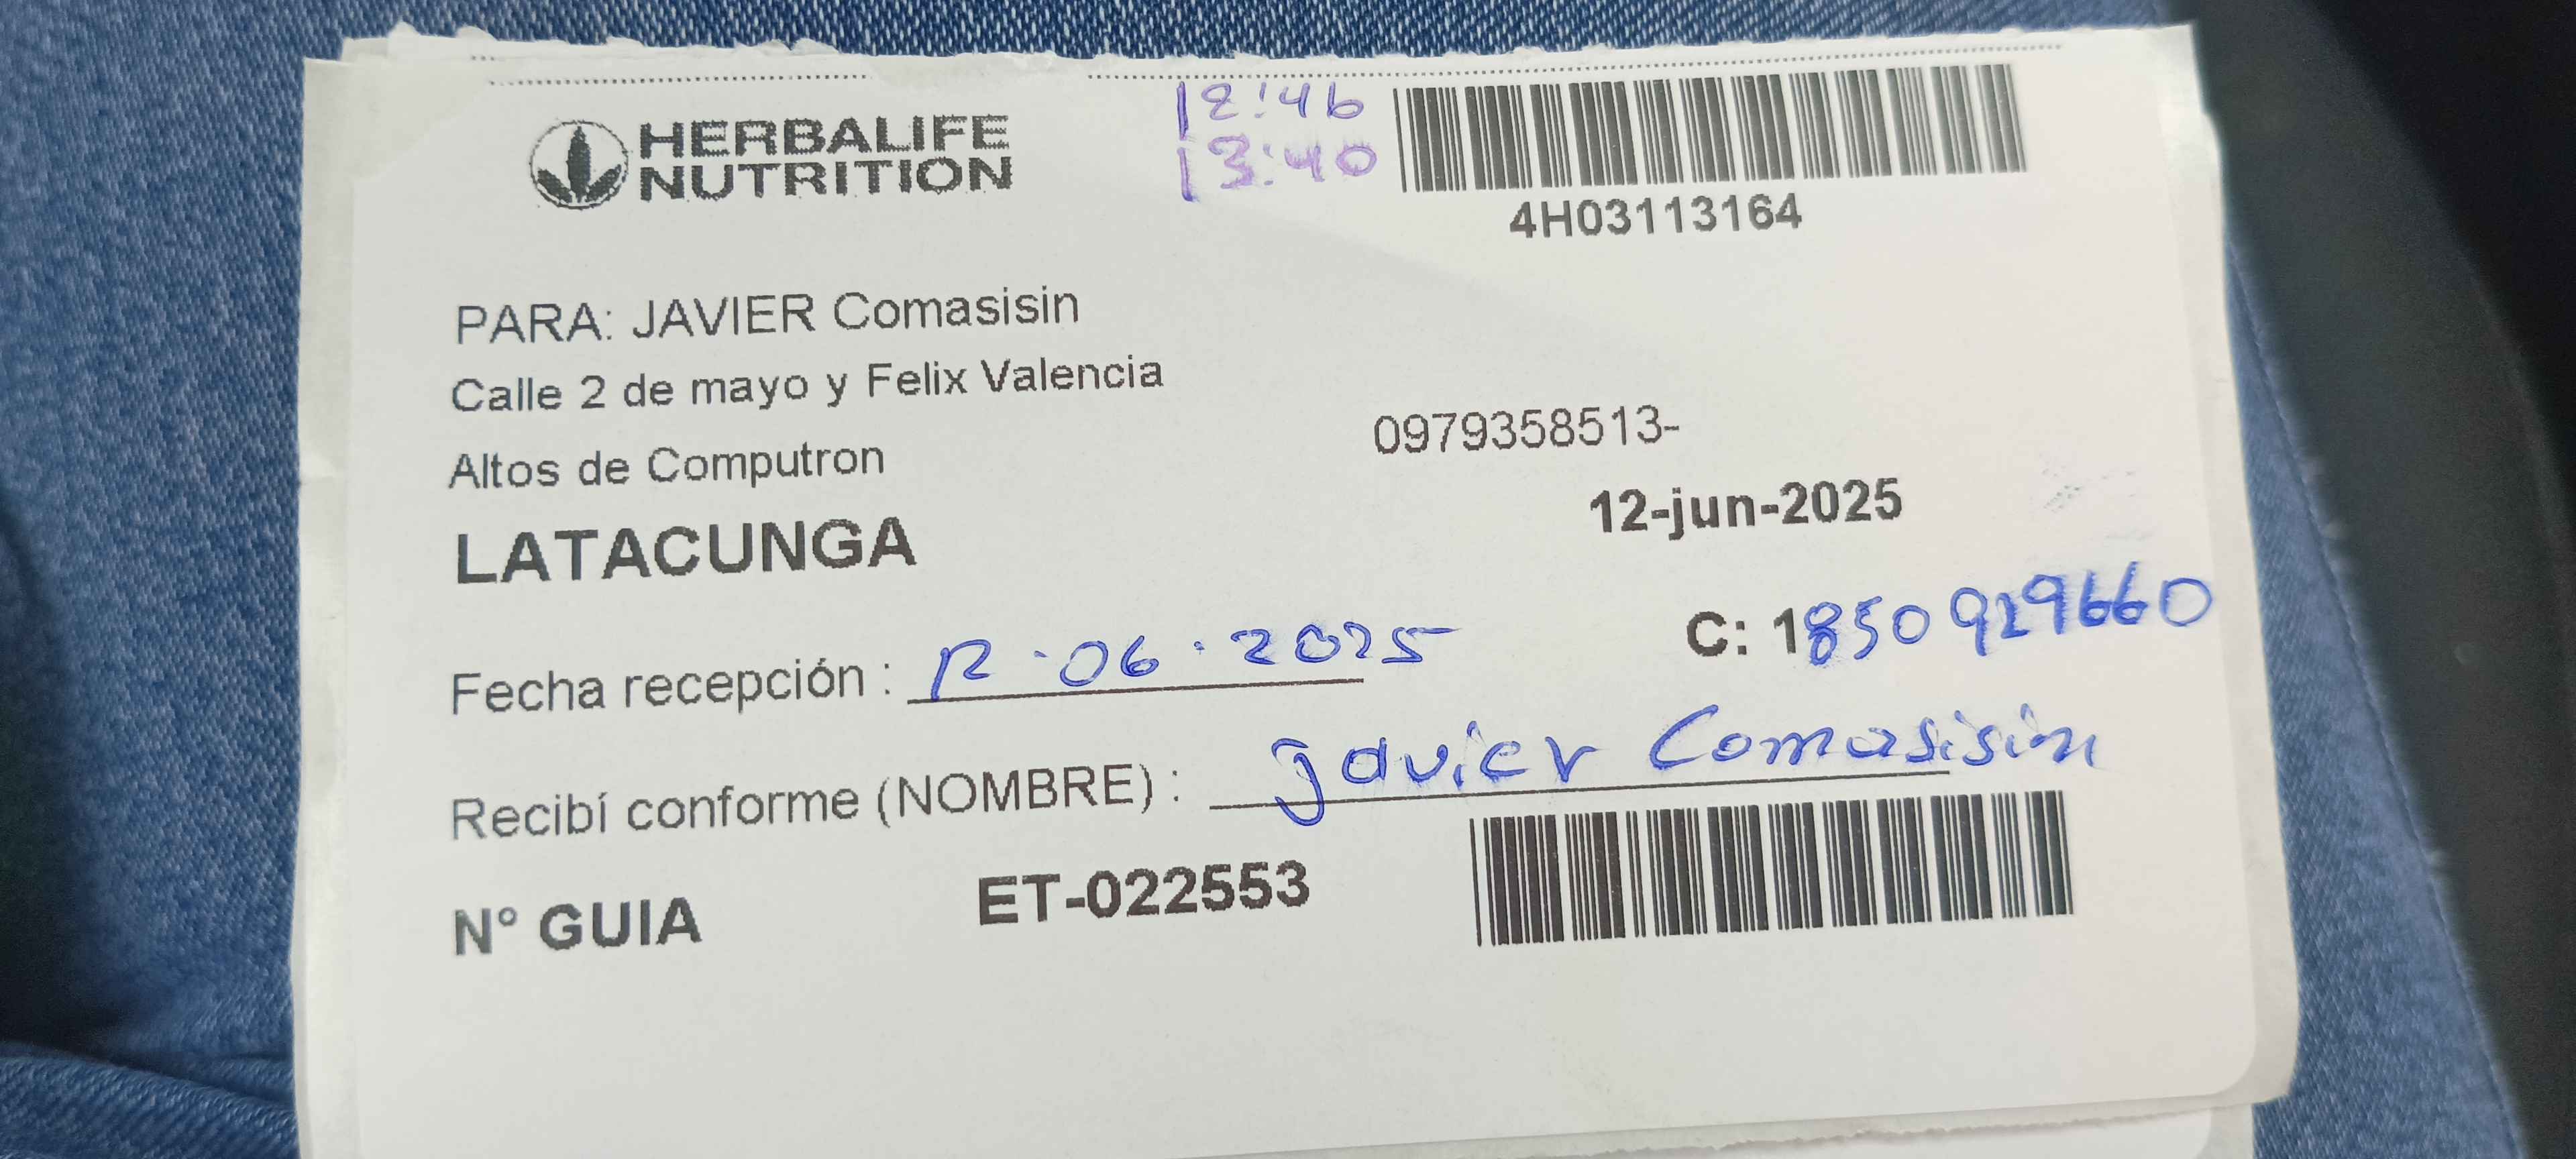 HERBALIFE
NUTRITION
12:46
13:40
4H03113164
PARA: JAVIER Comasisin
Calle 2 de mayo y Felix Valencia
0979358513-
Altos de Computron
12-jun-2025
LATACUNGA
C: 1850929660
Fecha recepción : 12.06.2025
Recibí conforme (NOMBRE) : Javier Comasisin
N° GUIA ET-022553